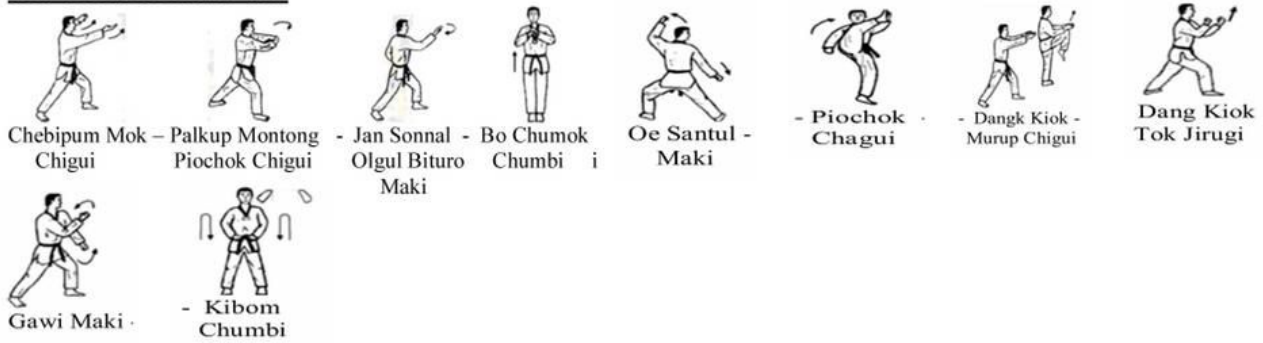 Chebipum Mok – Palkup Montong - Jan Sonnal - Bo Chumok Oe Santul - - Piochok - - Dangk Kiok - Dang Kiok
Chigui Piochok Chigui Olgul Bituro Chumbi i Maki Chagui Murup Chigui Tok Jirugi
Maki
Gawi Maki - - Kibom
Chumbi